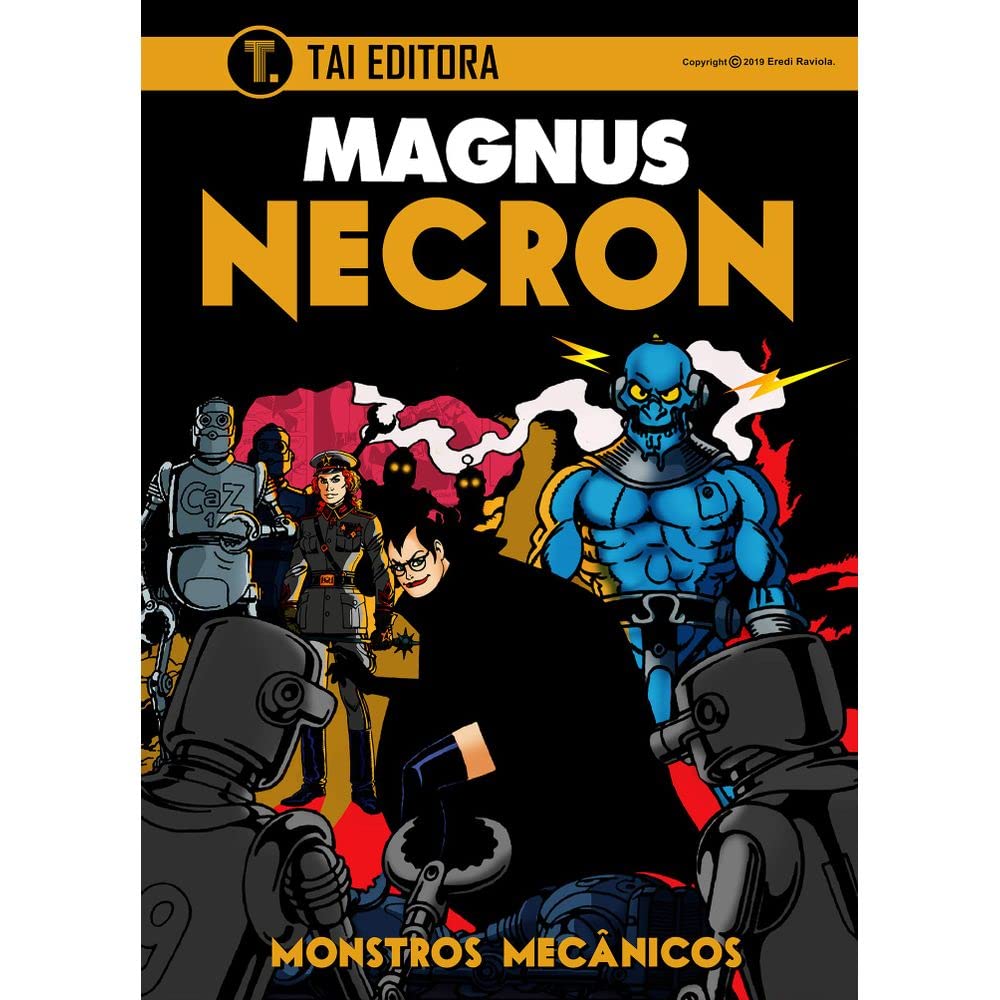 T. TAI EDITORA
Copyright © 2019 Eredi Raviola.
MAGNUS
NECRON
CaZ
1
Ω
9
MONSTROS MECÂNICOS